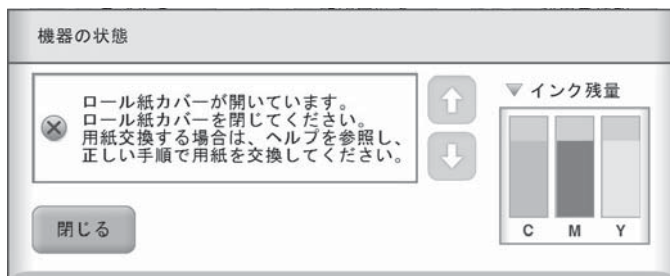 機器の状態
ロール紙カバーが開いています。
ロール紙カバーを閉じてください。
用紙交換する場合は、ヘルプを参照し、
正しい手順で用紙を交換してください。
▼ インク残量
C M Y
閉じる